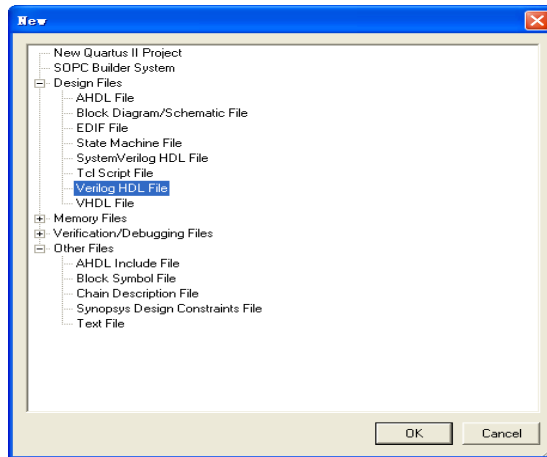 New
New Quartus II Project
SOPC Builder System
Design Files
AHDL File
Block Diagram/Schematic File
EDIF File
State Machine File
SystemVerilog HDL File
Tcl Script File
Verilog HDL File
VHDL File
Memory Files
Verification/Debugging Files
Other Files
AHDL Include File
Block Symbol File
Chain Description File
Synopsys Design Constraints File
Text File
OK Cancel